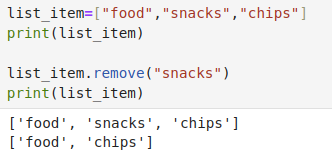 list_item=["food","snacks","chips"]
print(list_item)
list_item.remove("snacks")
print(list_item)
['food', 'snacks', 'chips']
['food', 'chips']